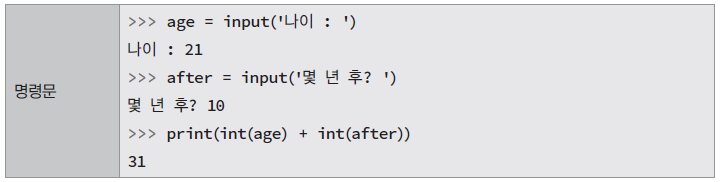 명령문
>>> age = input('나이 : ')
나이 : 21
>>> after = input('몇 년 후? ')
몇 년 후? 10
>>> print(int(age) + int(after))
31